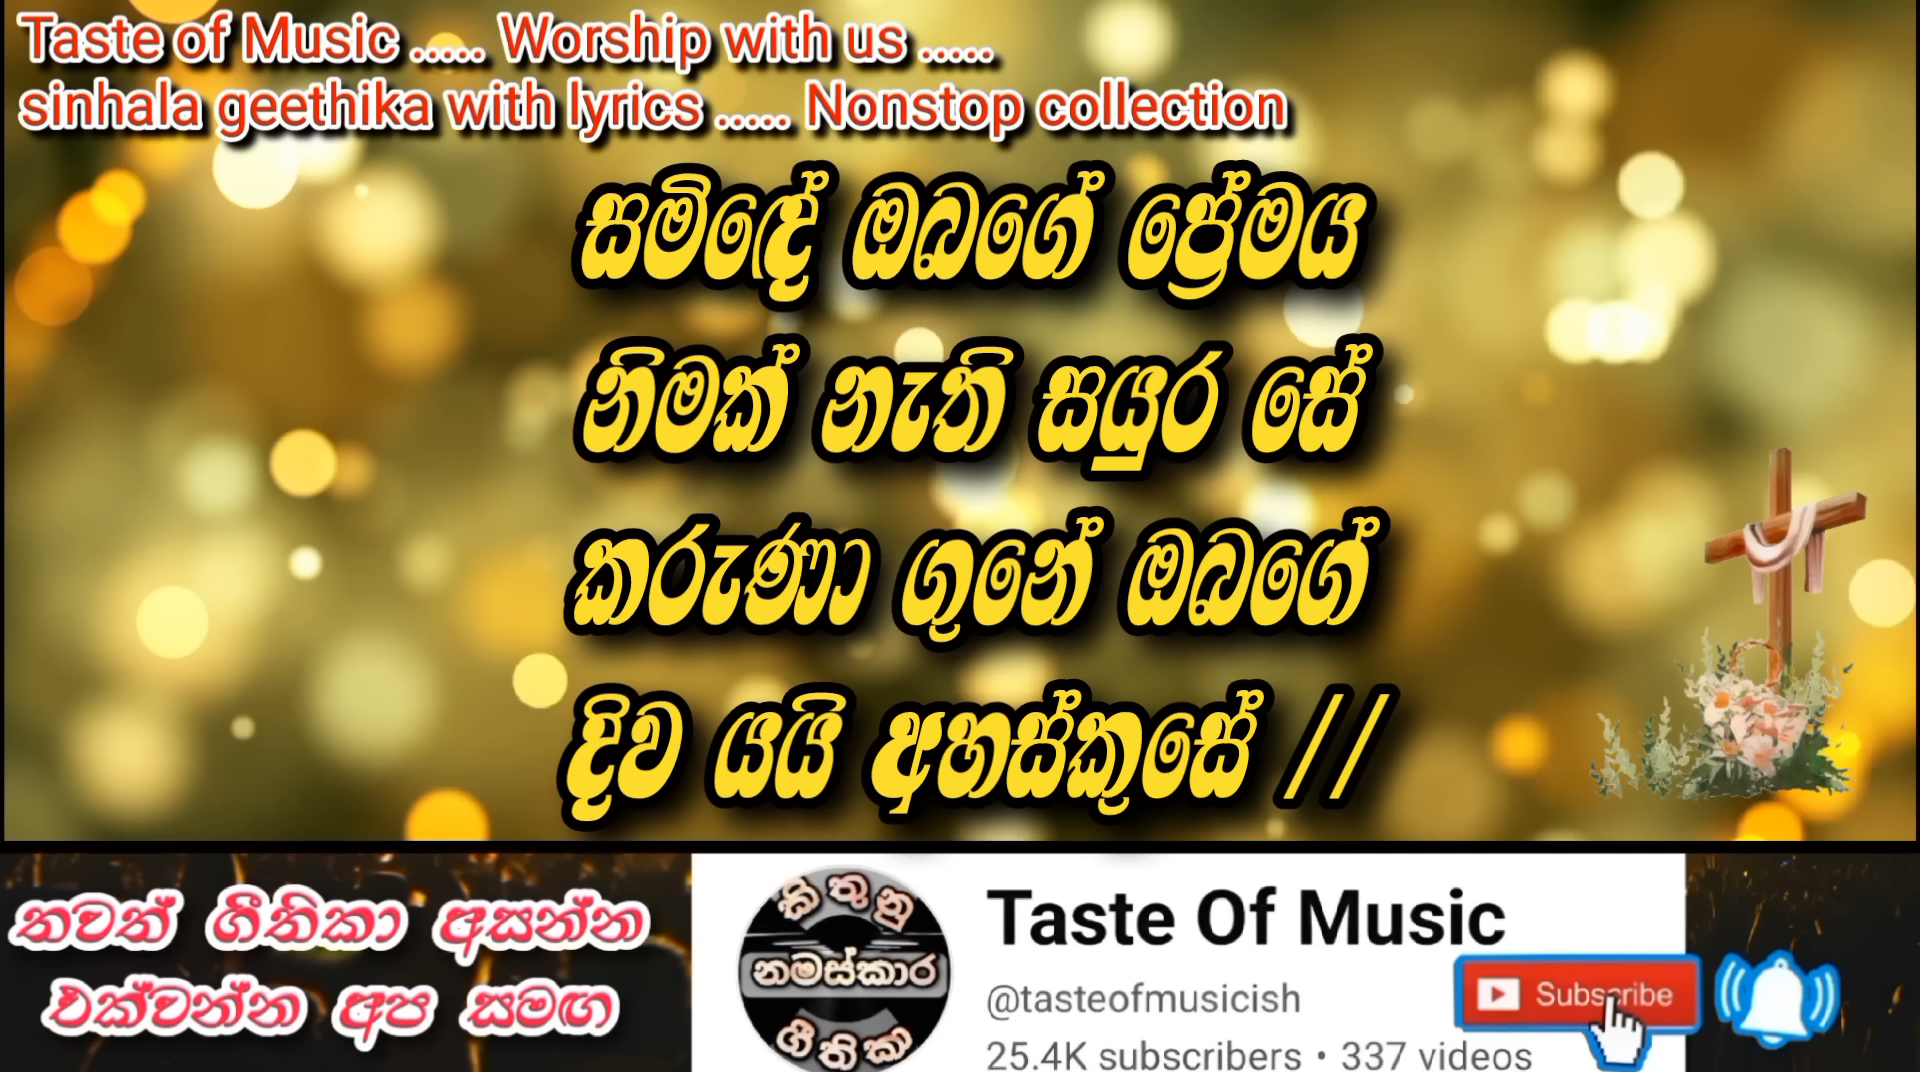 Taste of Music ..... Worship with us .....
sinhala geethika with lyrics ..... Nonstop collection
සමිඳේ ඔබගේ ප්‍රේමය
නිමක් නැති සයුර සේ
කරුණා ගුනේ ඔබගේ
දිව යයි අහස්කුසේ //
තවත් ගීතිකා අසන්න
එක්වන්න අප සමඟ
කිතුනු
නමස්කාර
ගීතිකා
Taste Of Music
@tasteofmusicish
Subscribe
25.4K subscribers • 337 videos